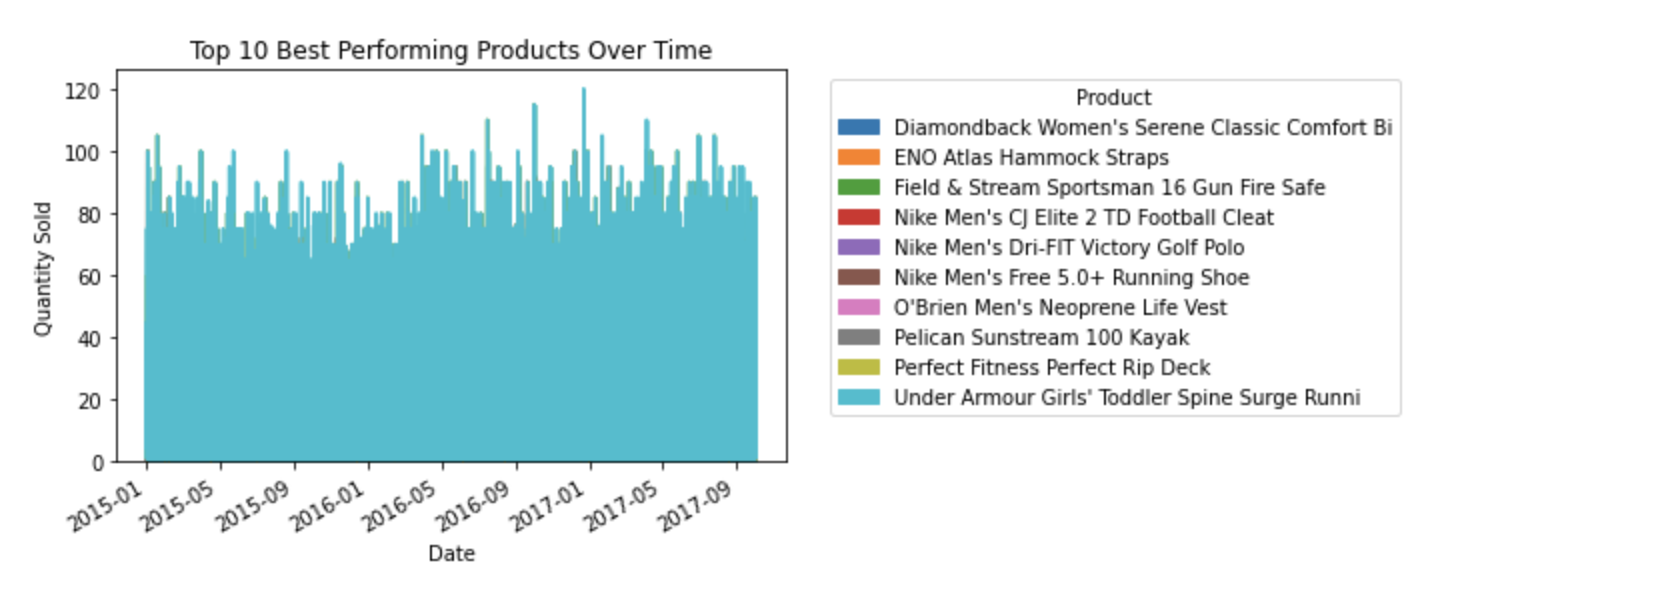 Top 10 Best Performing Products Over Time
120
100
80
60
40
20
0
Quantity Sold
2015-01
2015-05
2015-09
2016-01
2016-05
2016-09
2017-01
2017-05
2017-09
Date
Product
Diamondback Women's Serene Classic Comfort Bi
ENO Atlas Hammock Straps
Field & Stream Sportsman 16 Gun Fire Safe
Nike Men's CJ Elite 2 TD Football Cleat
Nike Men's Dri-FIT Victory Golf Polo
Nike Men's Free 5.0+ Running Shoe
O'Brien Men's Neoprene Life Vest
Pelican Sunstream 100 Kayak
Perfect Fitness Perfect Rip Deck
Under Armour Girls' Toddler Spine Surge Runni